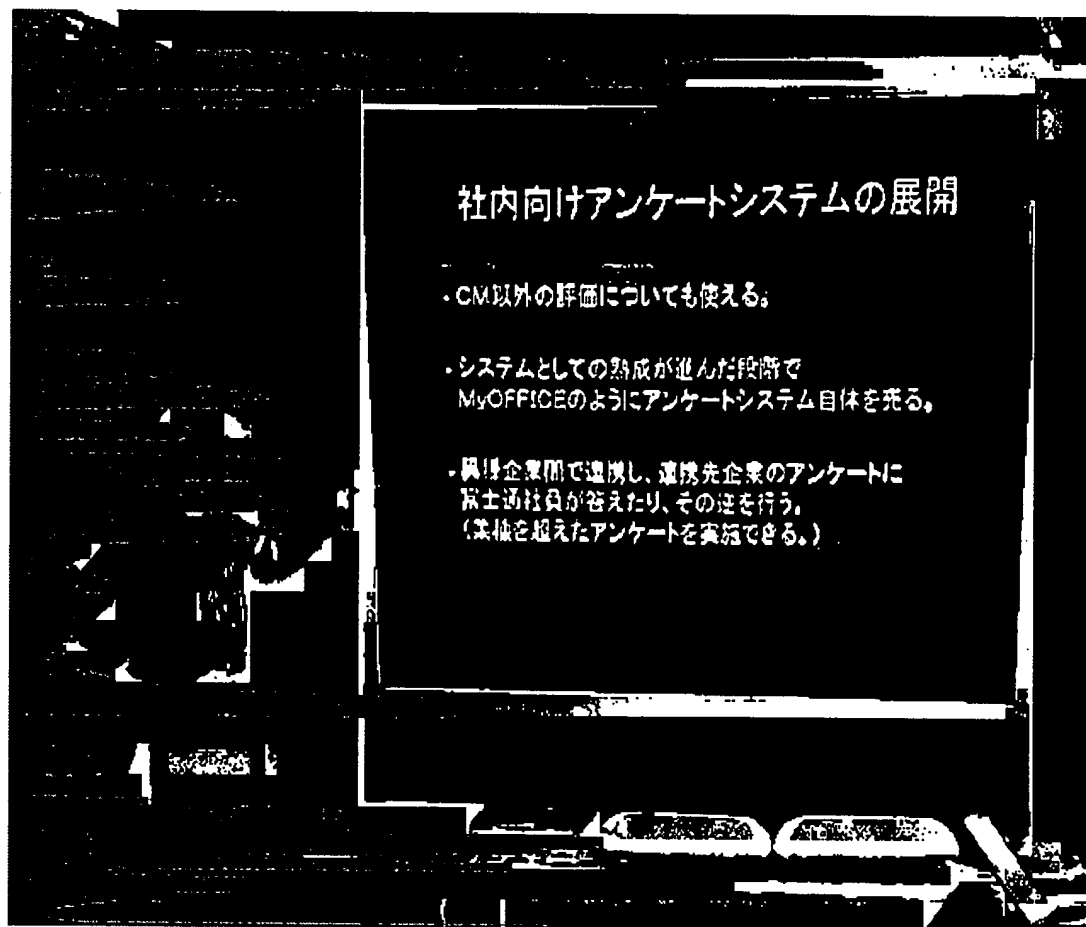 社内向けアンケートシステムの展開
・CM以外の評価についても使える。
・システムとしての熟成が進んだ段階で
MyOFFICEのようにアンケートシステム自体を売る。
・異種企業間で連携し、連携先企業のアンケートに
富士通社員が答えたり、その逆を行う。
(業種を超えたアンケートを実施できる。)